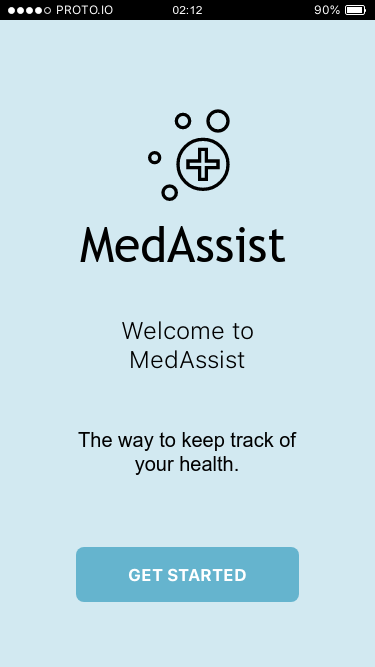 PROTO.IO 02:12 90%
MedAssist
Welcome to
MedAssist
The way to keep track of
your health.
GET STARTED